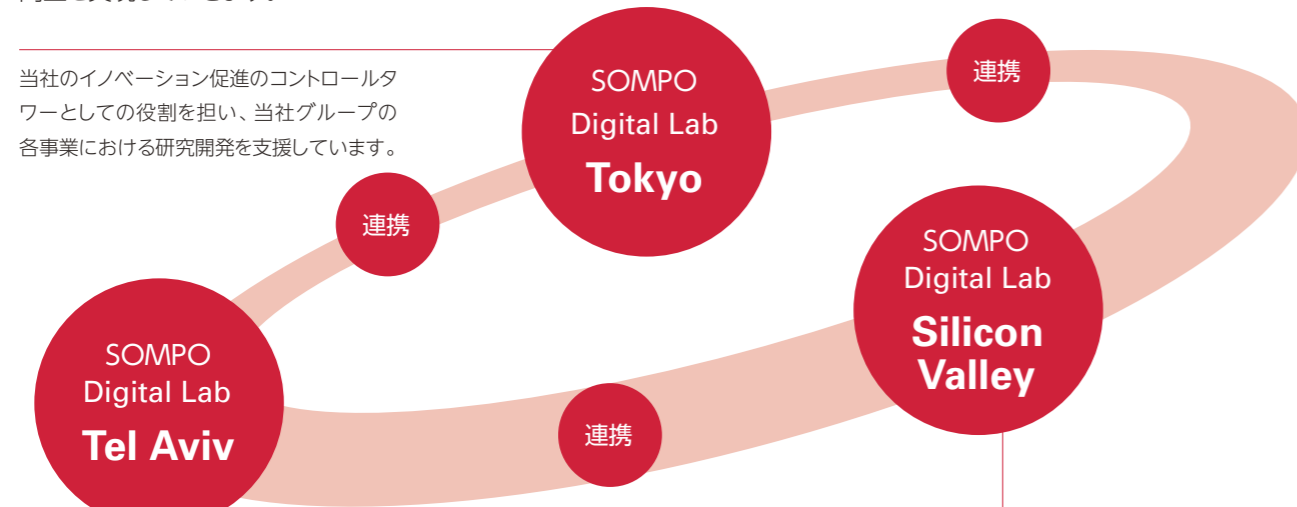 当社のイノベーション促進のコントロールタ
ワーとしての役割を担い、当社グループの
各事業における研究開発を支援しています。
SOMPO
Digital Lab
Tokyo
連携
連携
SOMPO
Digital Lab
Silicon
Valley
SOMPO
Digital Lab
Tel Aviv
連携